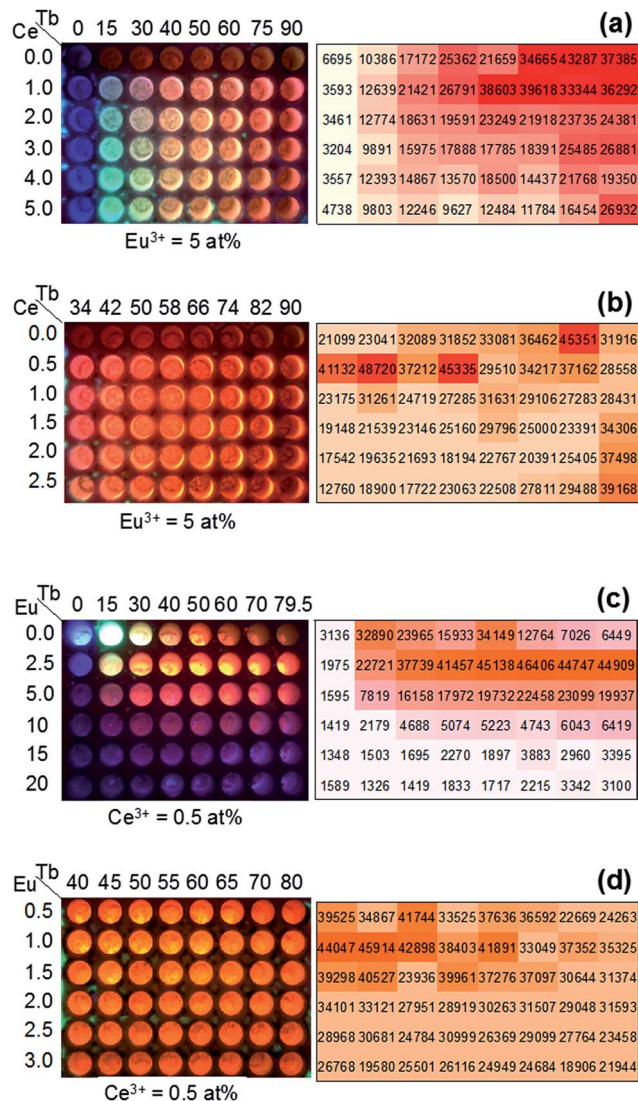 Tb
Ce
0 15 30 40 50 60 75 90
(a)
0.0
1.0
2.0
3.0
4.0
5.0
6695 10386 17172 25362 21659 34665 43287 37385
3593 12639 21421 26791 38603 39618 33344 36292
3461 12774 18631 19591 23249 21918 23735 24381
3204 9891 15975 17888 17785 18391 25485 26881
3557 12393 14867 13570 18500 14437 21768 19350
4738 9803 12246 9627 12484 11784 16454 26932
Eu³⁺ = 5 at%
Tb
Ce
34 42 50 58 66 74 82 90
(b)
0.0
0.5
1.0
1.5
2.0
2.5
21099 23041 32089 31852 33081 36462 45351 31916
41132 48720 37212 45335 29510 34217 37162 28558
23175 31261 24719 27285 31631 29106 27283 28431
19148 21539 23146 25160 29796 25000 23391 34306
17542 19635 21693 18194 22767 20391 25405 37498
12760 18900 17722 23063 22508 27811 29488 39168
Eu³⁺ = 5 at%
Tb
Eu
0 15 30 40 50 60 70 79.5
(c)
0.0
2.5
5.0
10
15
20
3136 32890 23965 15933 34149 12764 7026 6449
1975 22721 37739 41457 45138 46406 44747 44909
1595 7819 16158 17972 19732 22458 23099 19937
1419 2179 4688 5074 5223 4743 6043 6419
1348 1503 1695 2270 1897 3883 2960 3395
1589 1326 1419 1833 1717 2215 3342 3100
Ce³⁺ = 0.5 at%
Tb
Eu
40 45 50 55 60 65 70 80
(d)
0.5
1.0
1.5
2.0
2.5
3.0
39525 34867 41744 33525 37636 36592 22669 24263
44047 45914 42898 38403 41891 33049 37352 35325
39298 40527 23936 39961 37276 37097 30644 31374
34101 33121 27951 28919 30263 31507 29048 31593
28968 30681 24784 30999 26369 29099 27764 23458
26768 19580 25501 26116 24949 24684 18906 21944
Ce³⁺ = 0.5 at%